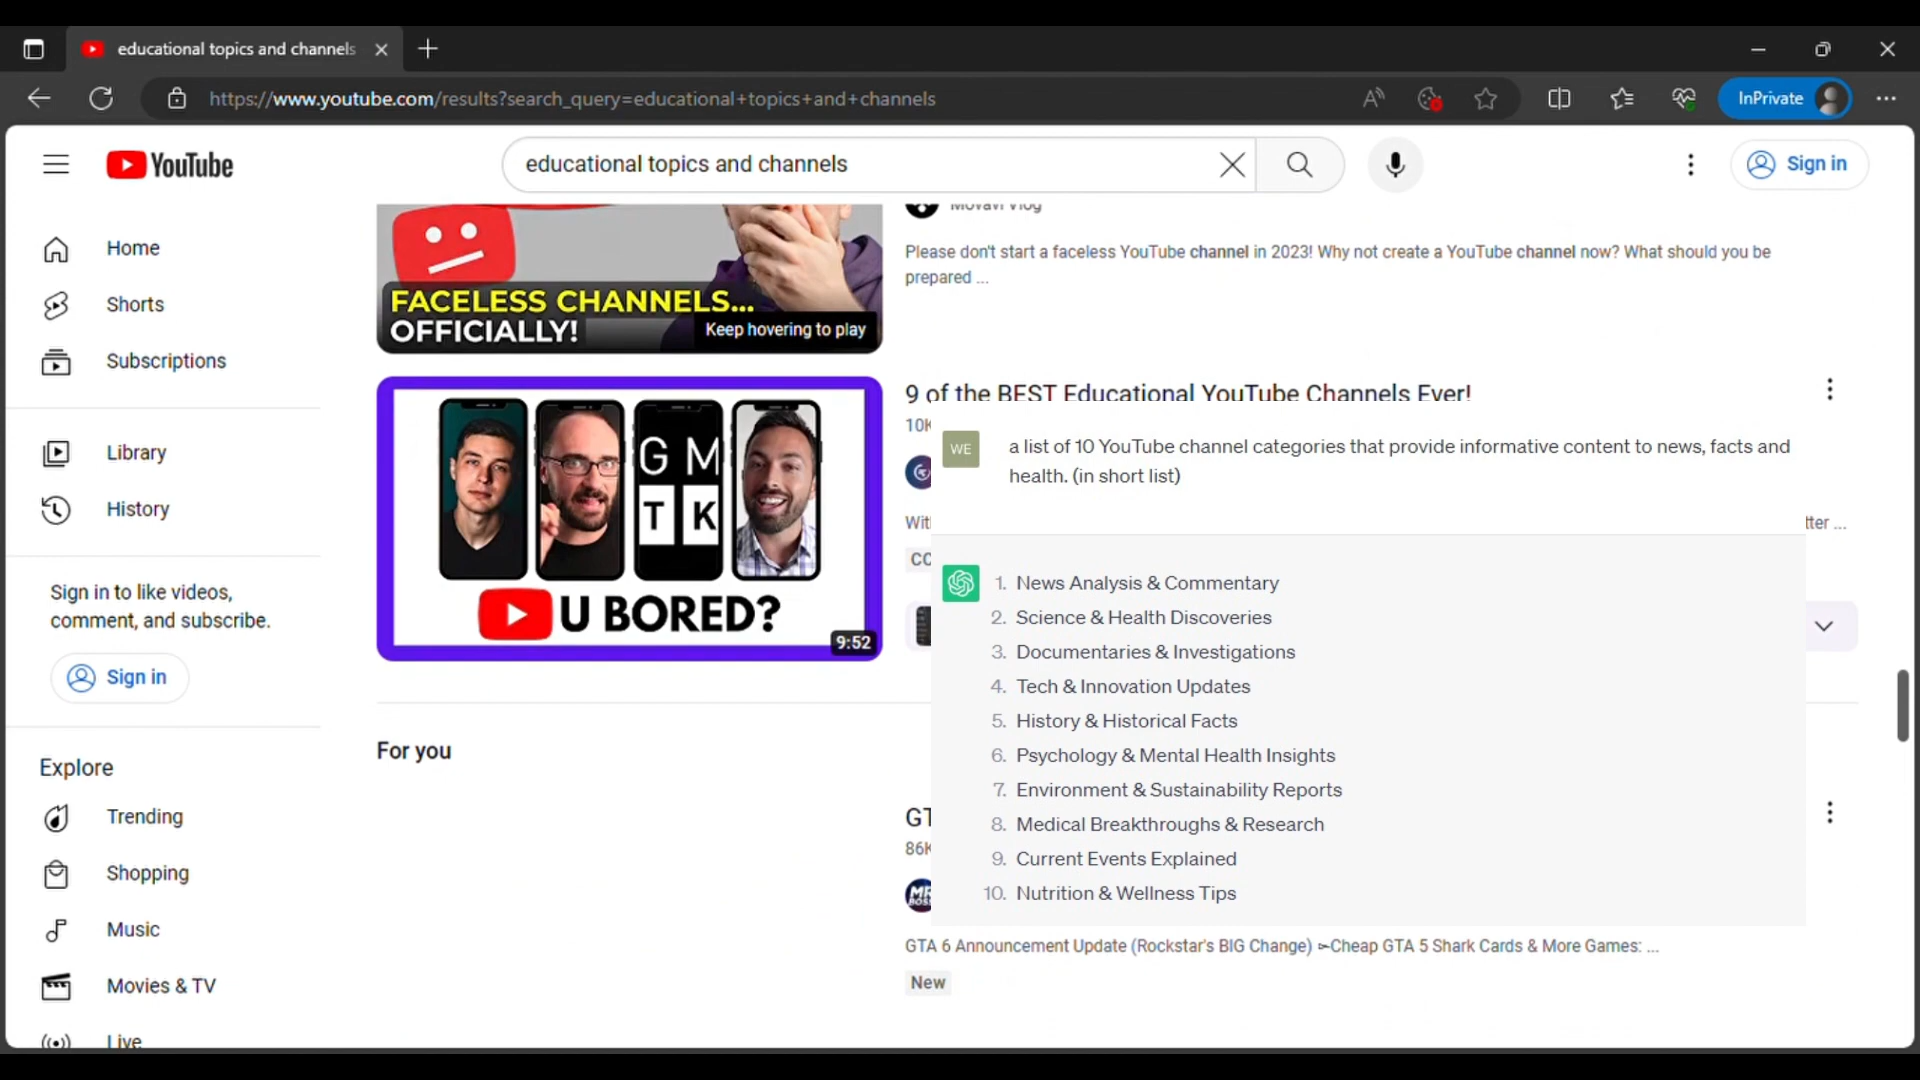 educational topics and channels
https://www.youtube.com/results?search_query=educational+topics+and+channels
InPrivate
YouTube
educational topics and channels
Sign in
Home
Shorts
Subscriptions
Library
History
Sign in to like videos,
comment, and subscribe.
Sign in
Explore
Trending
Shopping
Music
Movies & TV
Live
FACELESS CHANNELS...
OFFICIALLY!
Keep hovering to play
Movavi Vlog
Please don't start a faceless YouTube channel in 2023! Why not create a YouTube channel now? What should you be
prepared ...
GM
TK
U BORED?
9:52
9 of the BEST Educational YouTube Channels Ever!
10K
WE
a list of 10 YouTube channel categories that provide informative content to news, facts and
health. (in short list)
1. News Analysis & Commentary
2. Science & Health Discoveries
3. Documentaries & Investigations
4. Tech & Innovation Updates
5. History & Historical Facts
6. Psychology & Mental Health Insights
7. Environment & Sustainability Reports
8. Medical Breakthroughs & Research
9. Current Events Explained
10. Nutrition & Wellness Tips
For you
86K
GTA 6 Announcement Update (Rockstar's BIG Change) ►Cheap GTA 5 Shark Cards & More Games: ...
New